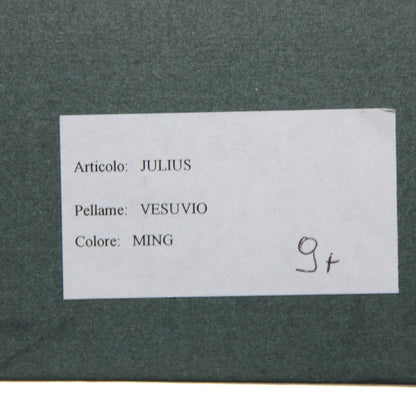 Articolo: JULIUS
Pellame: VESUVIO
Colore: MING
9+